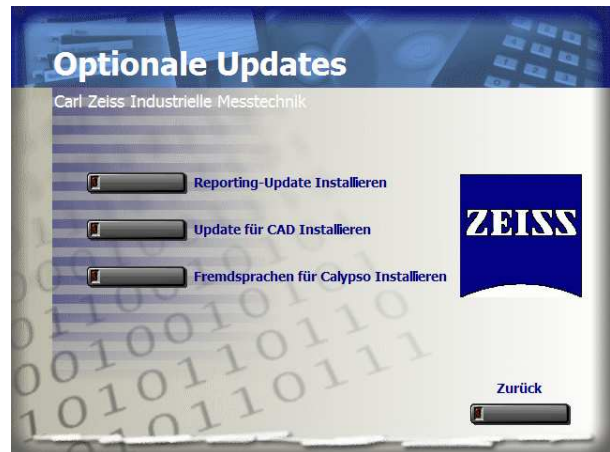 Optionale Updates
Carl Zeiss Industrielle Messtechnik
Reporting-Update Installieren
Update für CAD Installieren
ZEISS
Fremdsprachen für Calypso Installieren
Zurück